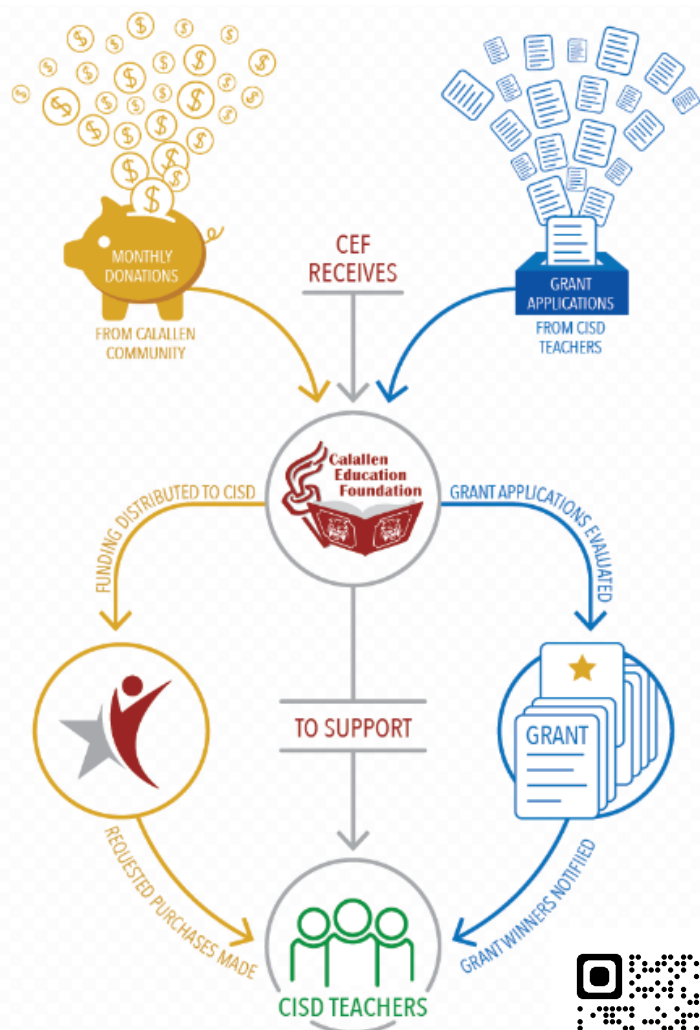 MONTHLY
DONATIONS
FROM CALALLEN
COMMUNITY
CEF
RECEIVES
GRANT
APPLICATIONS
FROM CISD
TEACHERS
Calallen
Education
Foundation
FUNDING DISTRIBUTED TO CISD
GRANT APPLICATIONS EVALUATED
TO SUPPORT
GRANT
REQUESTED PURCHASES MADE
GRANT WINNERS NOTIFIIED
CISD TEACHERS